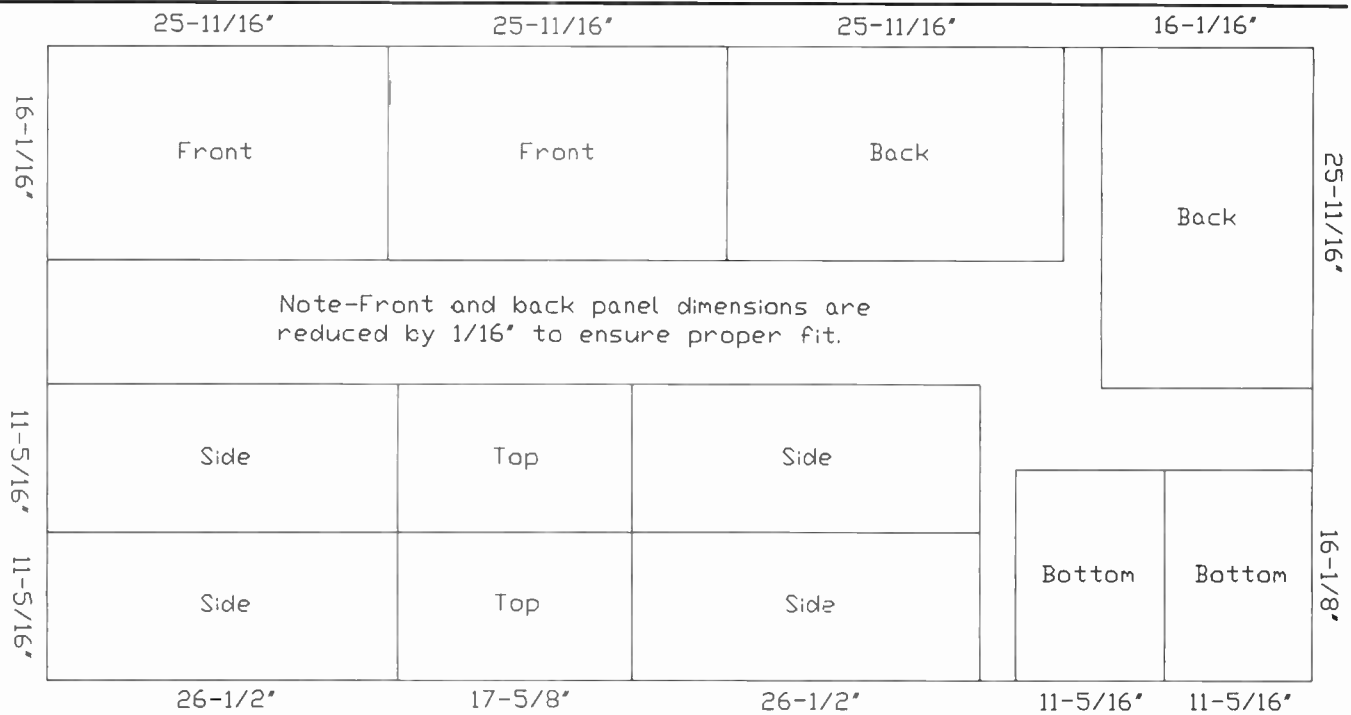 25-11/16" 25-11/16" 25-11/16" 16-1/16"
16-1/16"
Front Front Back
Back
25-11/16"
Note-Front and back panel dimensions are
reduced by 1/16" to ensure proper fit.
11-5/16"
Side Top Side
11-5/16"
Side Top Side
Bottom Bottom
16-1/8"
26-1/2" 17-5/8" 26-1/2" 11-5/16" 11-5/16"